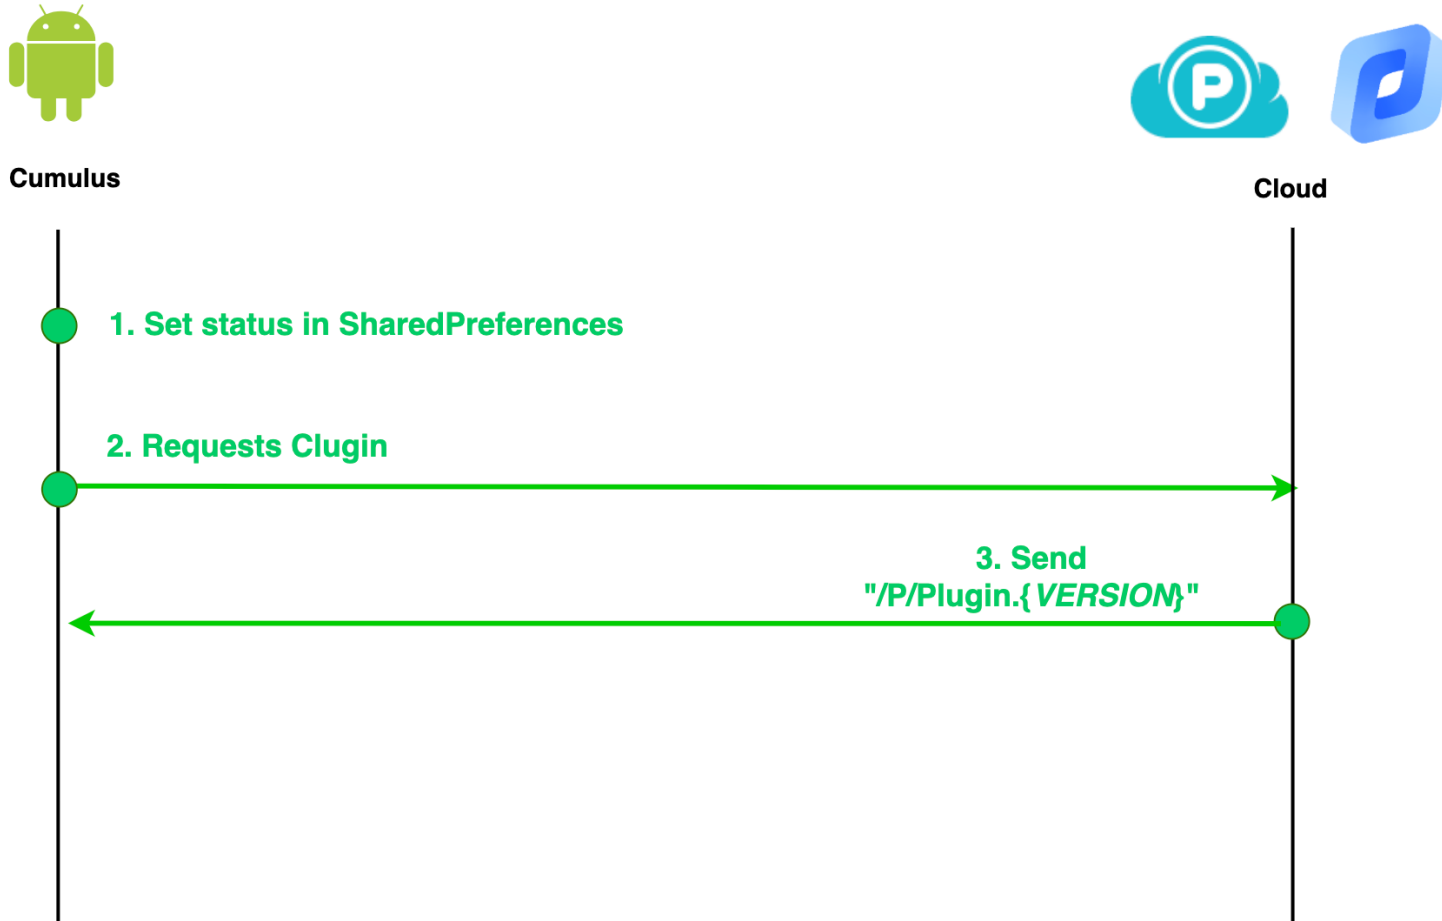 Cumulus
Cloud
1. Set status in SharedPreferences
2. Requests Clugin
3. Send
"/P/Plugin.{VERSION}"